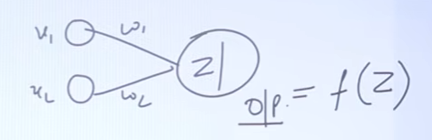 x₁ w₁
z|
x₂ w₂
o|p. = f(z)